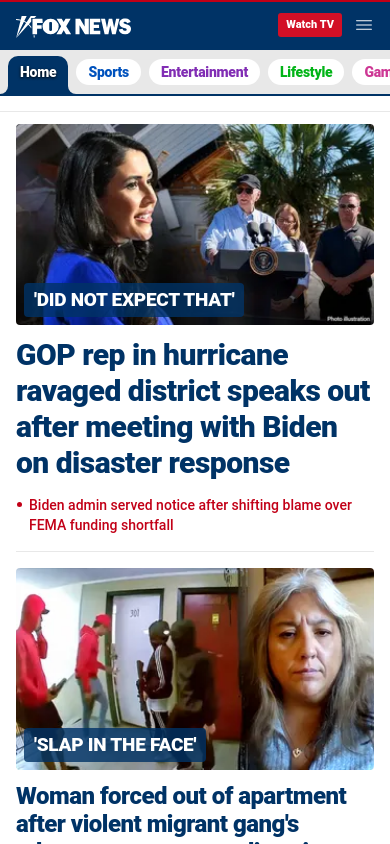 FOX NEWS
Watch TV
Home
Sports
Entertainment
Lifestyle
Gam
'DID NOT EXPECT THAT'
Photo illustration
GOP rep in hurricane
ravaged district speaks out
after meeting with Biden
on disaster response
• Biden admin served notice after shifting blame over
FEMA funding shortfall
301
'SLAP IN THE FACE'
Woman forced out of apartment
after violent migrant gang's